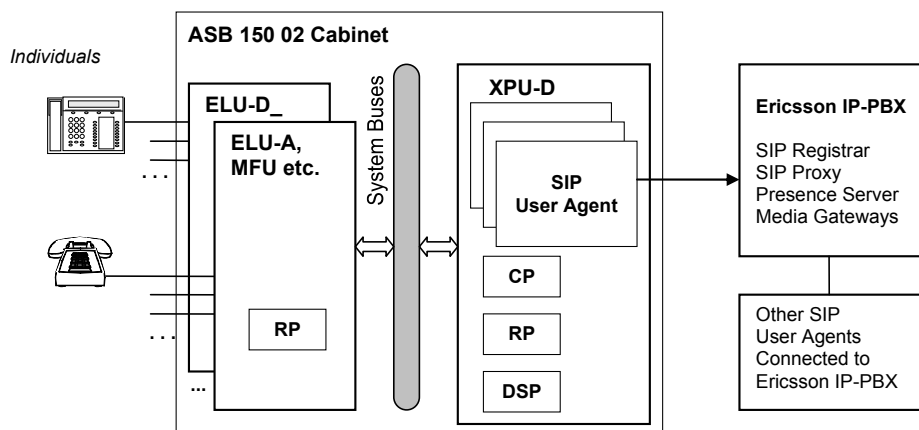 ASB 150 02 Cabinet
Individuals
ELU-D_
ELU-A,
MFU etc.
RP
...
. . .
. . .
System Buses
XPU-D
SIP
User Agent
CP
RP
DSP
Ericsson IP-PBX
SIP Registrar
SIP Proxy
Presence Server
Media Gateways
Other SIP
User Agents
Connected to
Ericsson IP-PBX